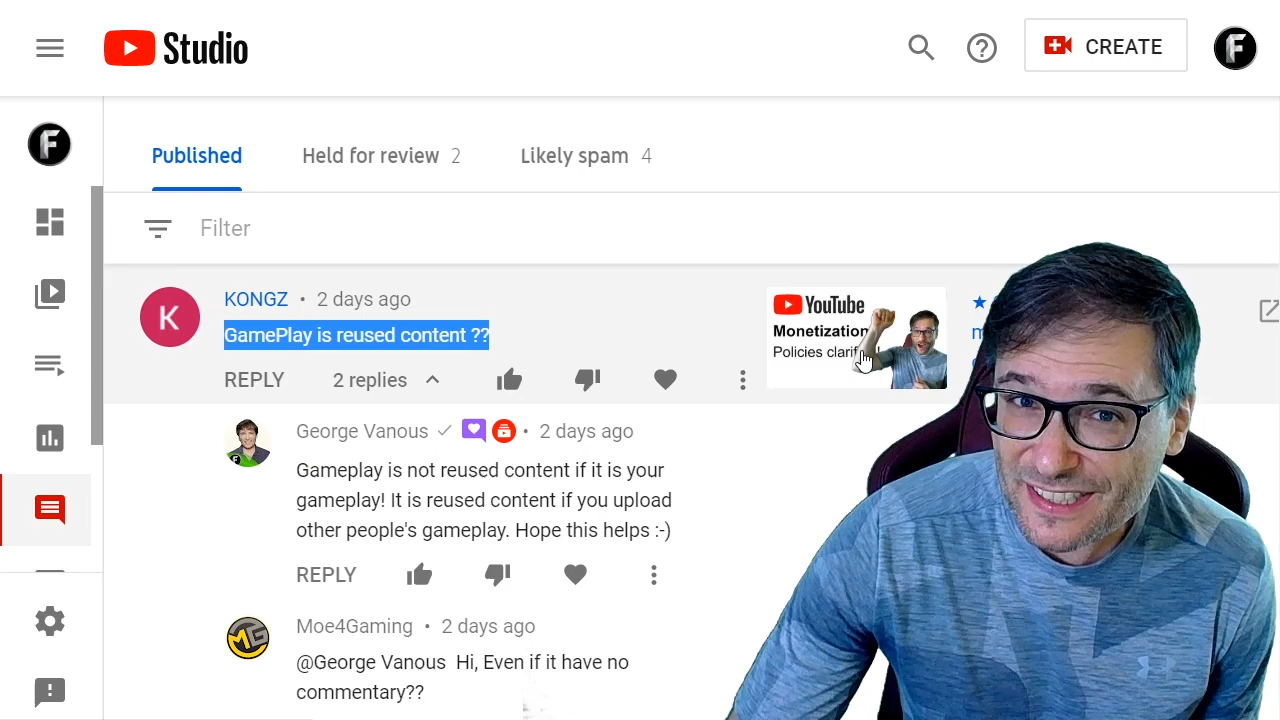 Studio
CREATE
F
F
Published
Held for review 2
Likely spam 4
Filter
K
KONGZ • 2 days ago
GamePlay is reused content ??
REPLY
2 replies
YouTube
Monetization
Policies
George Vanous • 2 days ago
Gameplay is not reused content if it is your
gameplay! It is reused content if you upload
other people's gameplay. Hope this helps :-)
REPLY
MG
Moe4Gaming • 2 days ago
@George Vanous Hi, Even if it have no
commentary??